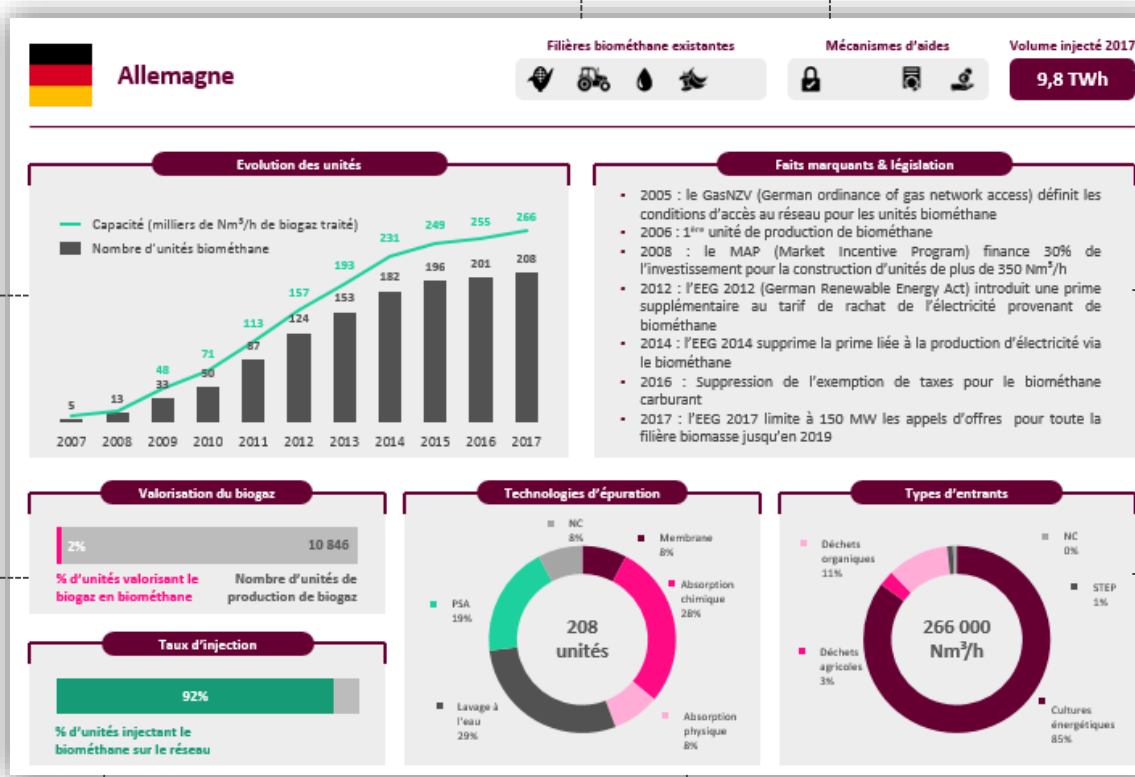 Allemagne
Filières biométhane existantes
Mécanismes d'aides
Volume injecté 2017
9,8 TWh
Evolution des unités
Capacité (milliers de Nm³/h de biogaz traité)
Nombre d'unités biométhane
48
71
113
157
193
231
249
255
266
5
13
33
50
87
124
153
182
196
201
208
2007
2008
2009
2010
2011
2012
2013
2014
2015
2016
2017
Faits marquants & législation
▪ 2005 : le GasNZV (German ordinance of gas network access) définit les
conditions d'accès au réseau pour les unités biométhane
▪ 2006 : 1ère unité de production de biométhane
▪ 2008 : le MAP (Market Incentive Program) finance 30% de
l'investissement pour la construction d'unités de plus de 350 Nm³/h
▪ 2012 : l'EEG 2012 (German Renewable Energy Act) introduit une prime
supplémentaire au tarif de rachat de l'électricité provenant de
biométhane
▪ 2014 : l'EEG 2014 supprime la prime liée à la production d'électricité via
le biométhane
▪ 2016 : Suppression de l'exemption de taxes pour le biométhane
carburant
▪ 2017 : l'EEG 2017 limite à 150 MW les appels d'offres pour toute la
filière biomasse jusqu'en 2019
Valorisation du biogaz
2%
10 846
% d'unités valorisant le
biogaz en biométhane
Nombre d'unités de
production de biogaz
Taux d'injection
92%
% d'unités injectant le
biométhane sur le réseau
Technologies d'épuration
NC
8%
Membrane
8%
Absorption
chimique
28%
PSA
19%
208
unités
Lavage à
l'eau
29%
Absorption
physique
8%
Types d'entrants
Déchets
organiques
11%
NC
0%
STEP
1%
266 000
Nm³/h
Déchets
agricoles
3%
Cultures
énergétiques
85%